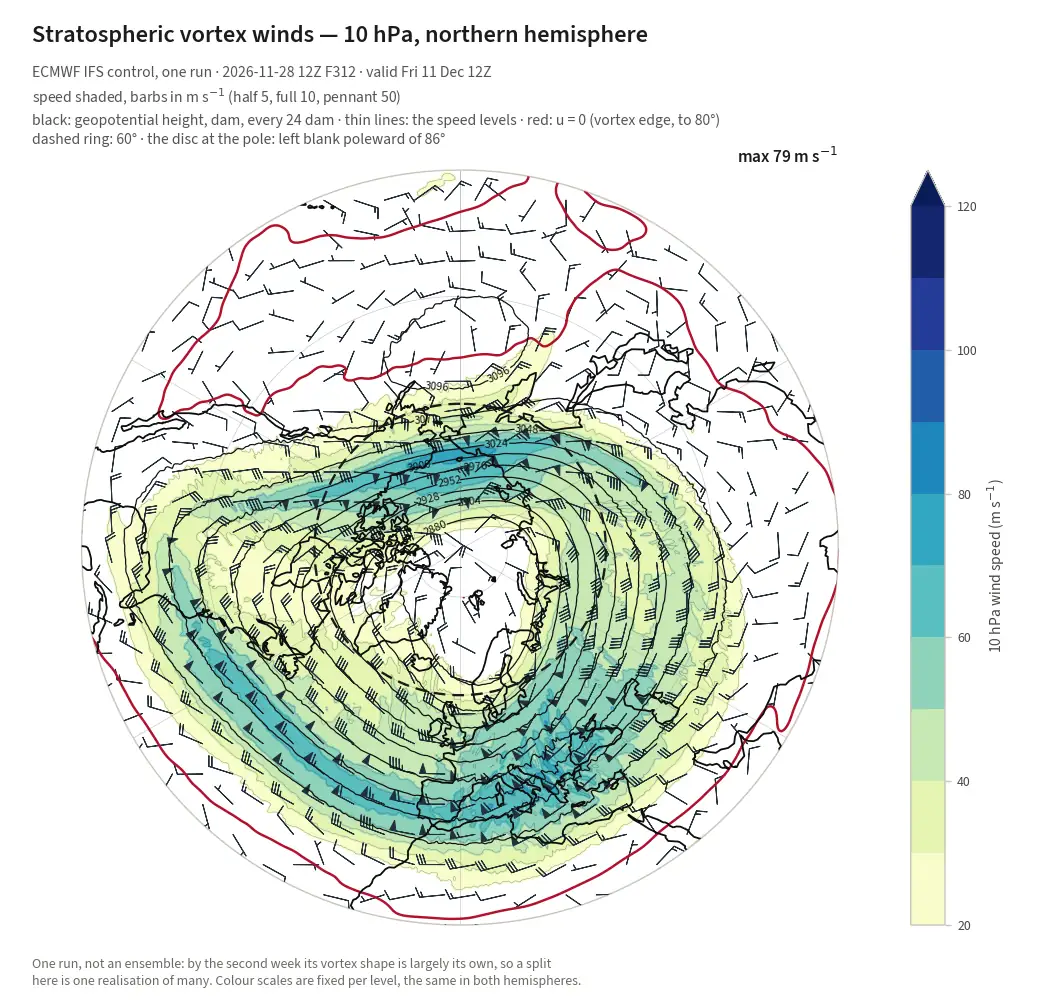 Stratospheric vortex winds — 10 hPa, northern hemisphere
ECMWF IFS control, one run · 2026-11-28 12Z F312 · valid Fri 11 Dec 12Z
speed shaded, barbs in m s⁻¹ (half 5, full 10, pennant 50)
black: geopotential height, dam, every 24 dam · thin lines: the speed levels · red: u = 0 (vortex edge, to 80°)
dashed ring: 60° · the disc at the pole: left blank poleward of 86°
max 79 m s⁻¹
120
100
80
60
40
20
10 hPa wind speed (m s⁻¹)
3096
3096
3048
3024
2976
2952
2928
2880
One run, not an ensemble: by the second week its vortex shape is largely its own, so a split
here is one realisation of many. Colour scales are fixed per level, the same in both hemispheres.